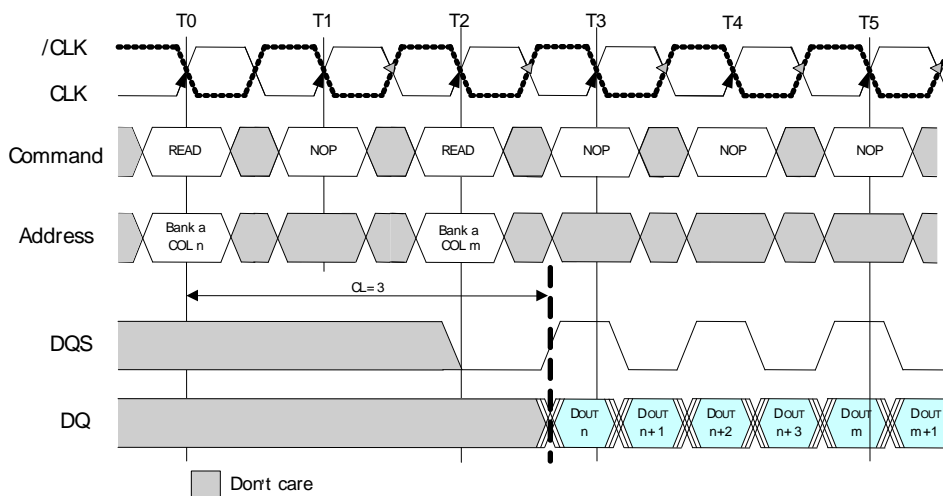 T0 T1 T2 T3 T4 T5
/CLK
CLK
Command READ NOP READ NOP NOP NOP
Address Bank a COL n Bank a COL m
CL= 3
DQS
DQ DOUT n DOUT n+1 DOUT n+2 DOUT n+3 DOUT m DOUT m+1
Don't care